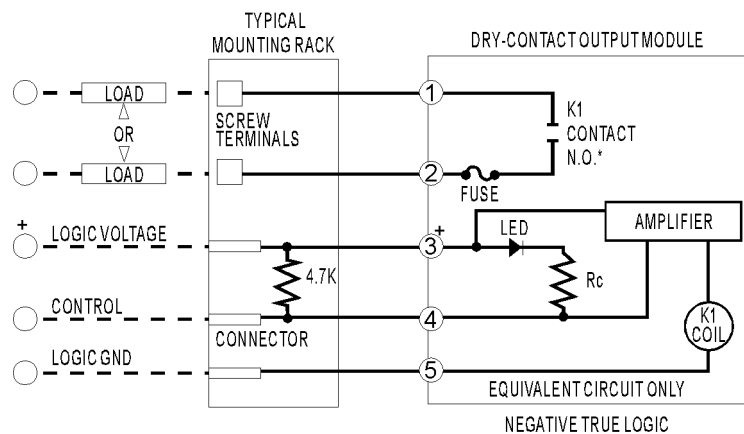 TYPICAL
MOUNTING RACK
DRY-CONTACT OUTPUT MODULE
LOAD
OR
LOAD
SCREW
TERMINALS
1
2
K1
CONTACT
N.O.*
FUSE
+
LOGIC VOLTAGE
4.7K
3
+
LED
AMPLIFIER
Rc
CONTROL
CONNECTOR
4
K1
COIL
LOGIC GND
5
EQUIVALENT CIRCUIT ONLY
NEGATIVE TRUE LOGIC